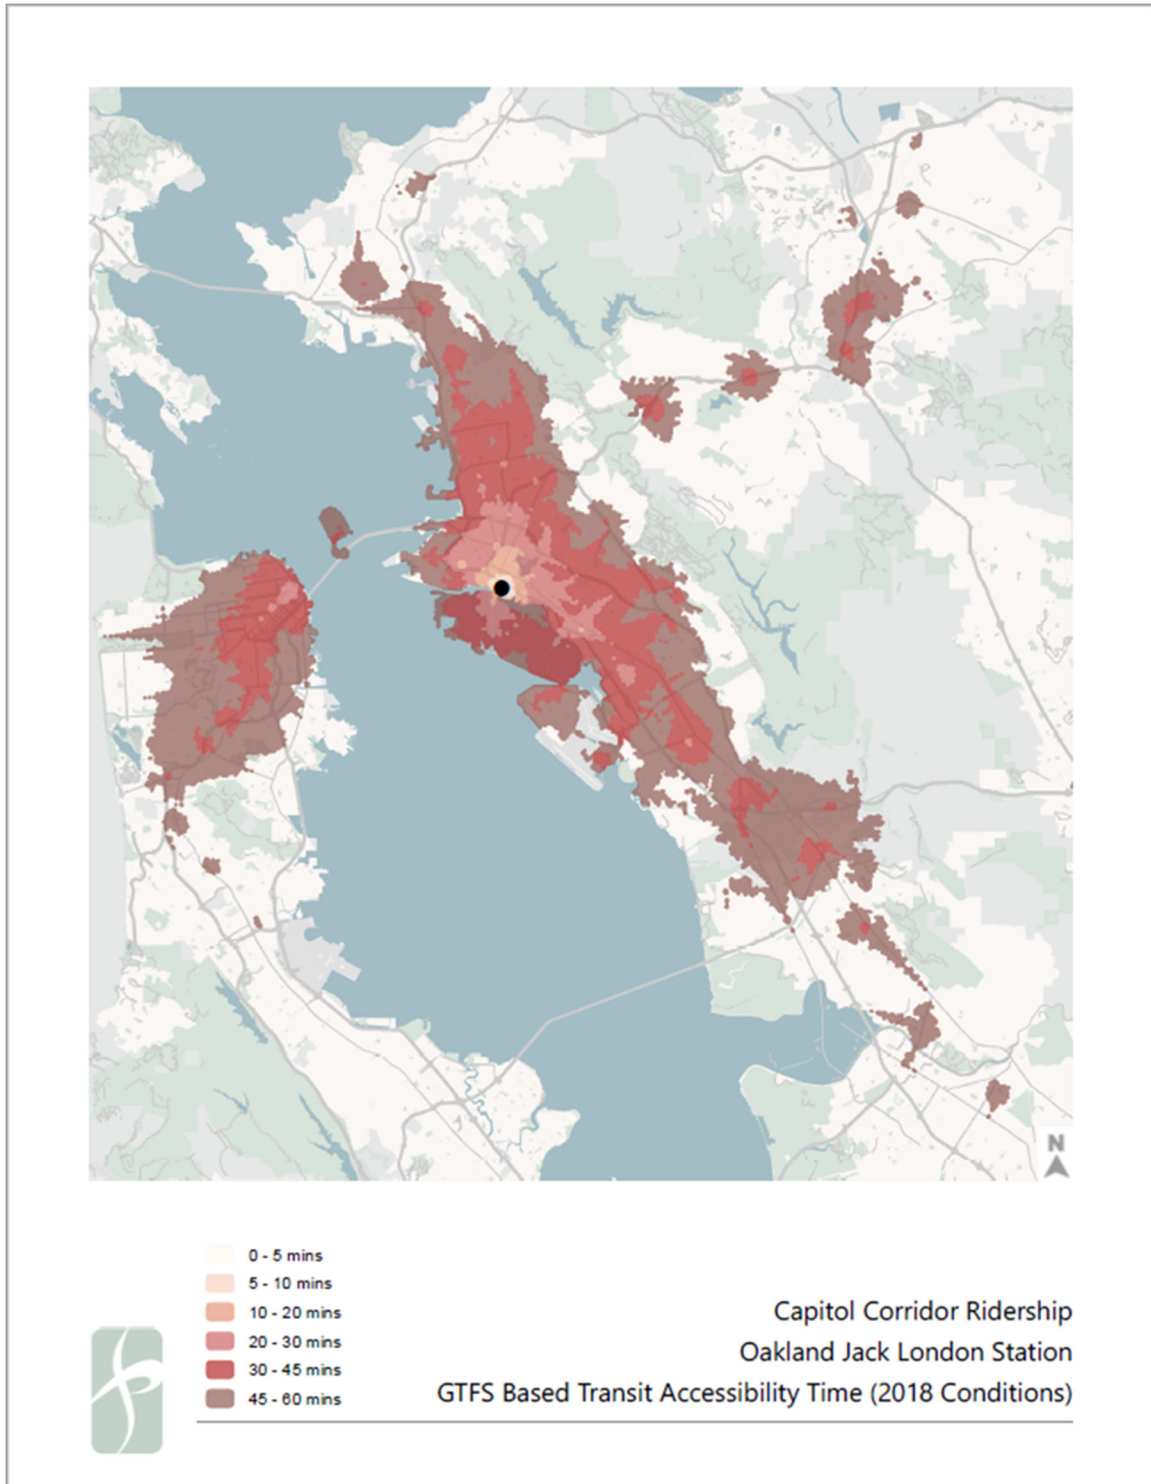 N
0 - 5 mins
5 - 10 mins
10 - 20 mins
20 - 30 mins
30 - 45 mins
45 - 60 mins
Capitol Corridor Ridership
Oakland Jack London Station
GTFS Based Transit Accessibility Time (2018 Conditions)